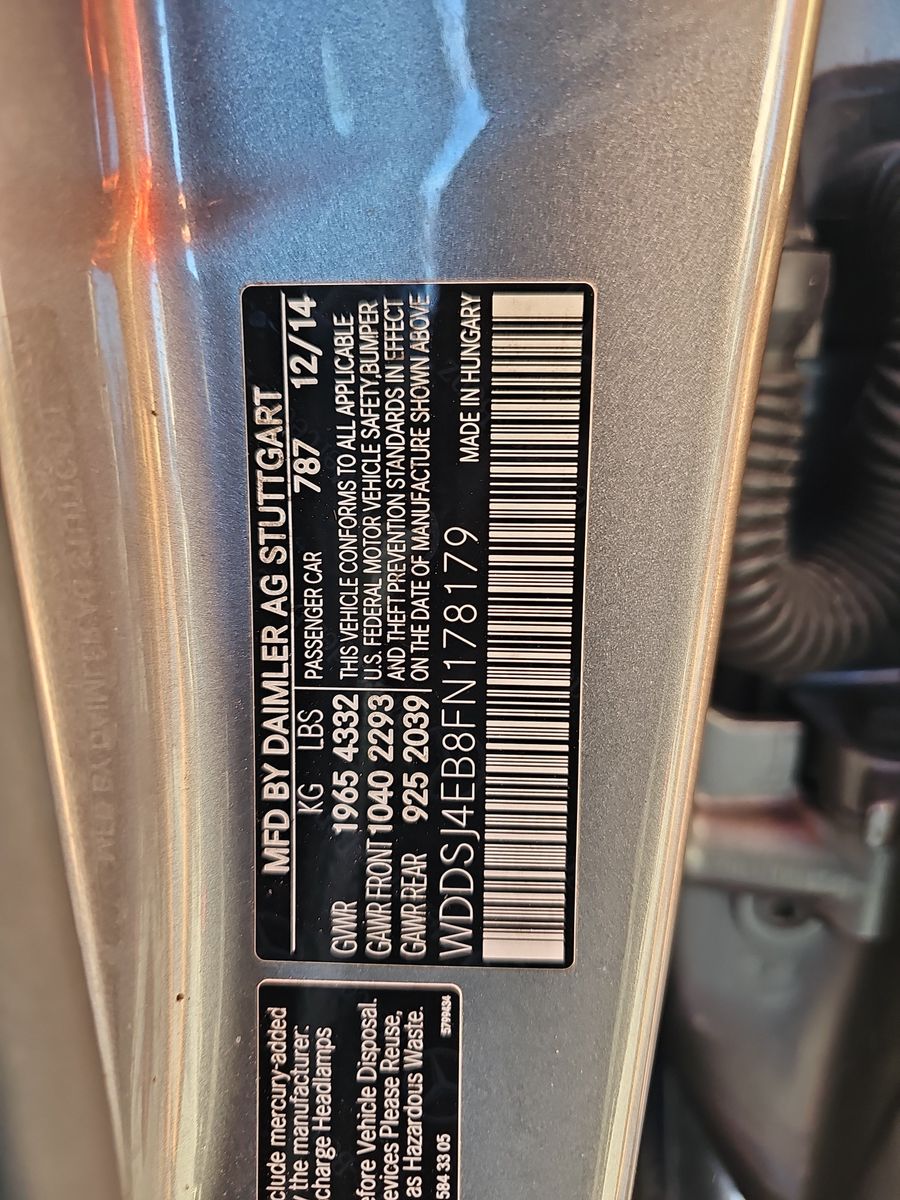 MFD BY DAIMLER AG STUTTGART
KG LBS PASSENGER CAR 787 12/14
GVWR 1965 4332 THIS VEHICLE CONFORMS TO ALL APPLICABLE
GAWR FRONT 1040 2293 U.S. FEDERAL MOTOR VEHICLE SAFETY,BUMPER
GAWR REAR 925 2039 AND THEFT PREVENTION STANDARDS IN EFFECT
ON THE DATE OF MANUFACTURE SHOWN ABOVE
WDDSJ4EB8FN178179 MADE IN HUNGARY
clude mercury-added
y the manufacturer.
charge Headlamps
efore Vehicle Disposal.
evices Please Reuse,
as Hazardous Waste.
584 33 05 5799434